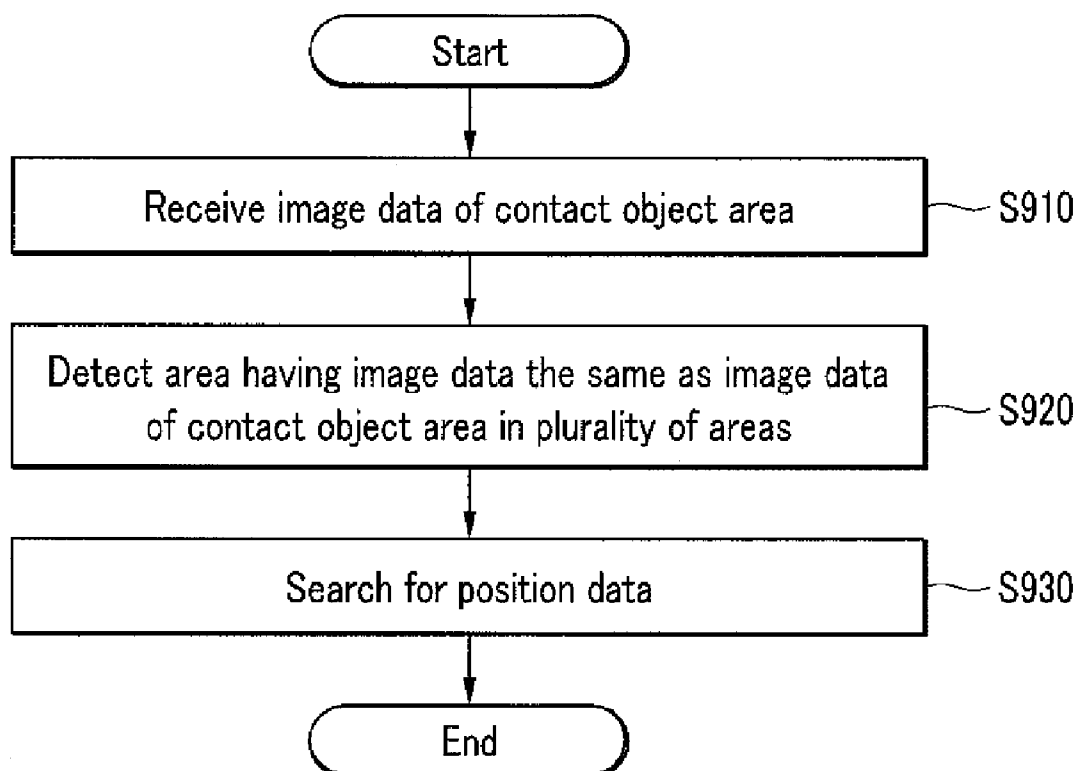 Start
Receive image data of contact object area
S910
Detect area having image data the same as image data
of contact object area in plurality of areas
S920
Search for position data
S930
End